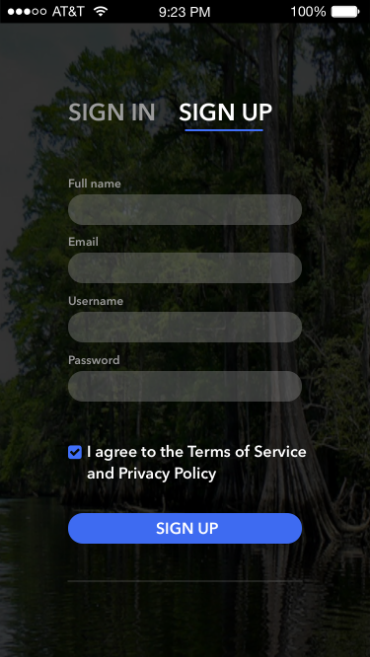 AT&T 9:23 PM 100%
SIGN IN SIGN UP
Full name
Email
Username
Password
I agree to the Terms of Service
and Privacy Policy
SIGN UP